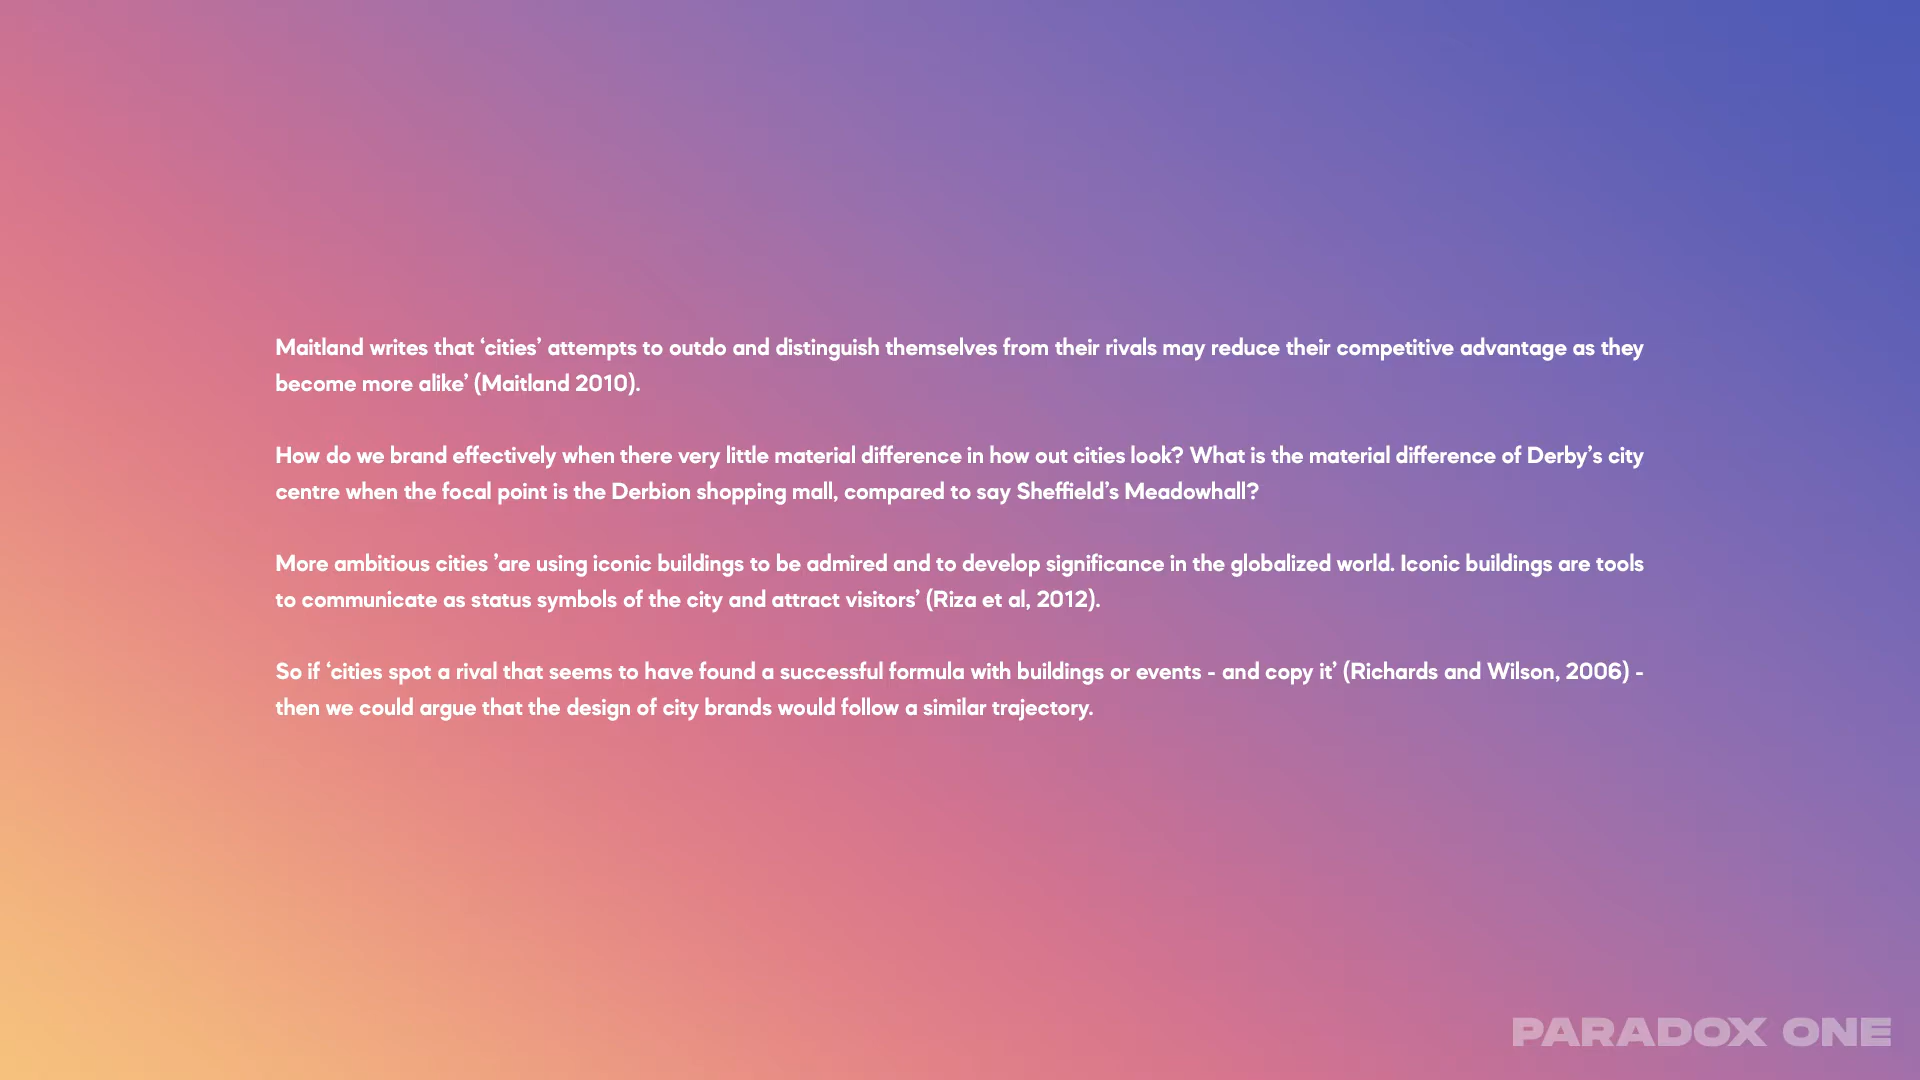 Maitland writes that ‘cities’ attempts to outdo and distinguish themselves from their rivals may reduce their competitive advantage as they
become more alike’ (Maitland 2010).
How do we brand effectively when there very little material difference in how out cities look? What is the material difference of Derby’s city
centre when the focal point is the Derbion shopping mall, compared to say Sheffield’s Meadowhall?
More ambitious cities ’are using iconic buildings to be admired and to develop significance in the globalized world. Iconic buildings are tools
to communicate as status symbols of the city and attract visitors’ (Riza et al, 2012).
So if ‘cities spot a rival that seems to have found a successful formula with buildings or events - and copy it’ (Richards and Wilson, 2006) -
then we could argue that the design of city brands would follow a similar trajectory.
PARADOX ONE